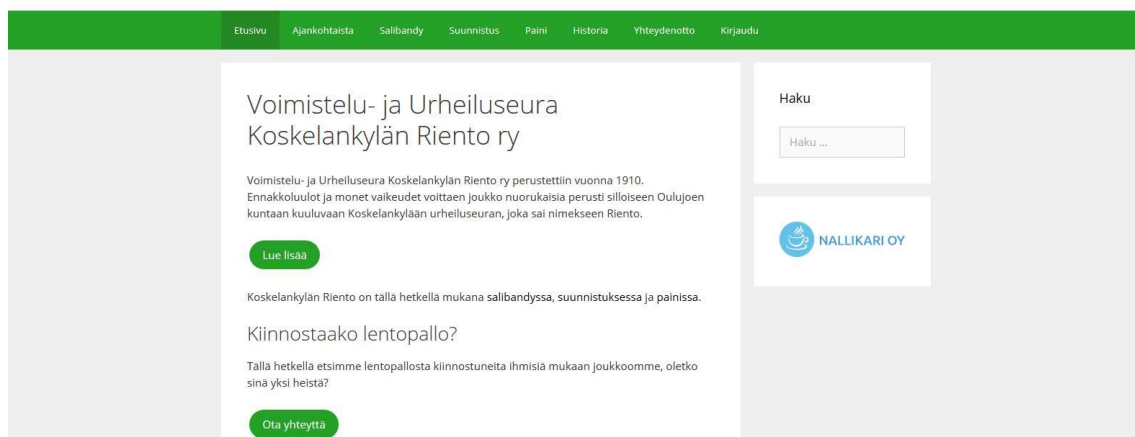 Etusivu Ajankohtaista Salibandy Suunnistus Paini Historia Yhteydenotto Kirjaudu
Voimistelu- ja Urheiluseura
Koskelankylän Riento ry
Voimistelu- ja Urheiluseura Koskelankylän Riento ry perustettiin vuonna 1910.
Ennakkoluulot ja monet vaikeudet voittaen joukko nuorukaisia perusti silloiseen Oulujoen
kuntaan kuuluvaan Koskelankylään urheiluseuran, joka sai nimekseen Riento.
Lue lisää
Koskelankylän Riento on tällä hetkellä mukana salibandyssa, suunnistuksessa ja painissa.
Kiinnostaako lentopallo?
Tällä hetkellä etsimme lentopallosta kiinnostuneita ihmisiä mukaan joukkoomme, oletko
sinä yksi heistä?
Ota yhteyttä
Haku
Haku ...
NALLIKARI OY